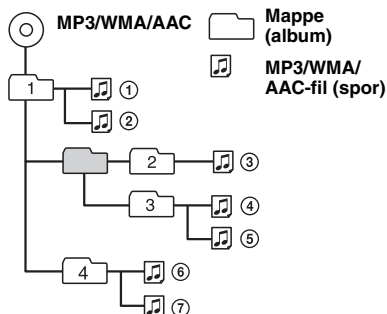 MP3/WMA/AAC
Mappe
(album)
MP3/WMA/
AAC-fil (spor)
1
①
②
2
③
3
④
⑤
4
⑥
⑦